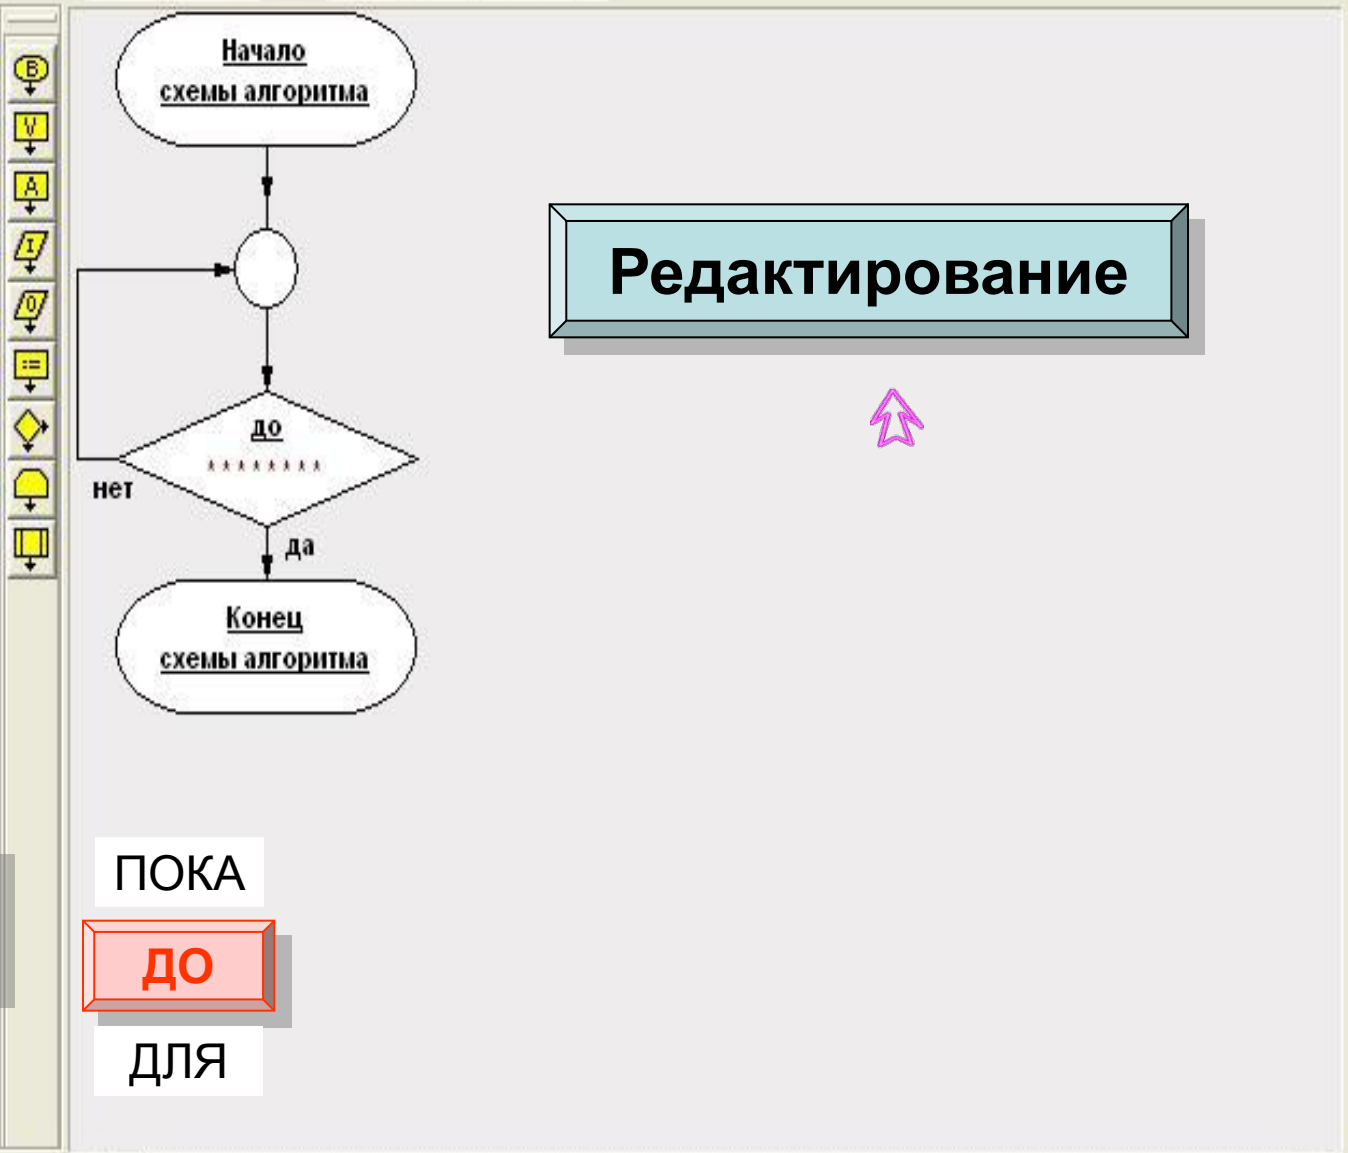 B
V
A
I
O
:=
Начало
схемы алгоритма
Редактирование
до
********
нет
да
Конец
схемы алгоритма
ПОКА
ДО
ДЛЯ